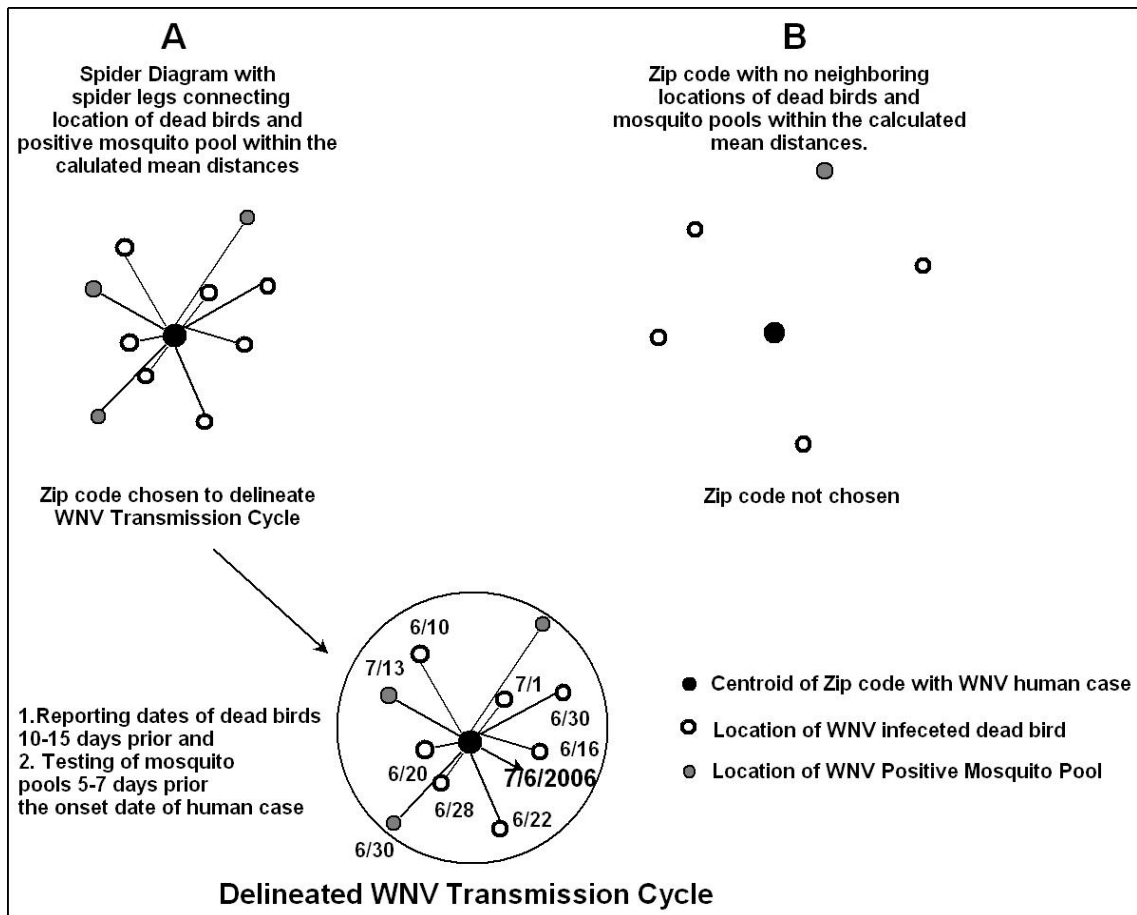 A
Spider Diagram with
spider legs connecting
location of dead birds and
positive mosquito pool within the
calulated mean distances
B
Zip code with no neighboring
locations of dead birds and
mosquito pools within the calculated
mean distances.
Zip code chosen to delineate
WNV Transmission Cycle
Zip code not chosen
6/10
7/13
7/1
6/30
6/16
6/20
7/6/2006
6/28
6/22
6/30
1.Reporting dates of dead birds
10-15 days prior and
2. Testing of mosquito
pools 5-7 days prior
the onset date of human case
Centroid of Zip code with WNV human case
Location of WNV infeceted dead bird
Location of WNV Positive Mosquito Pool
Delineated WNV Transmission Cycle